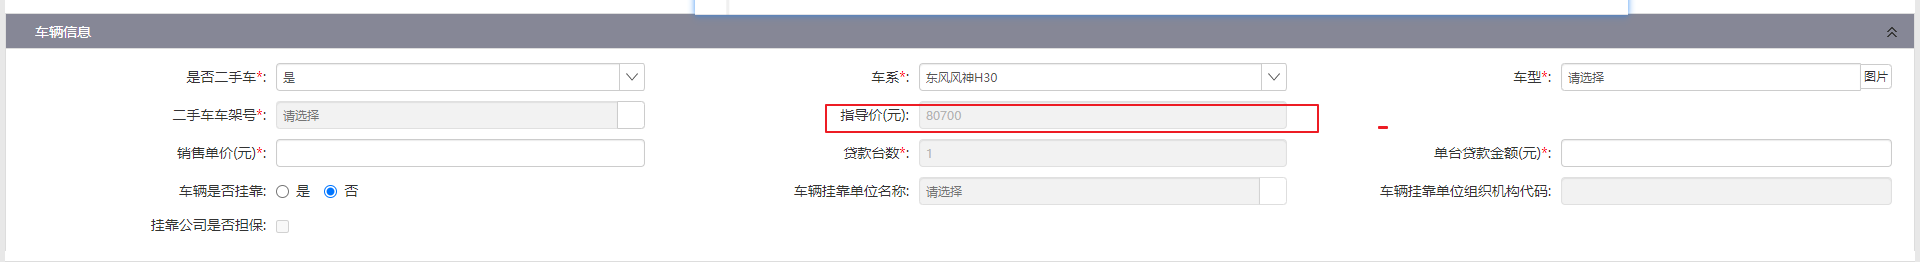 车辆信息
是否二手车*: 是 车系*: 东风风神H30 车型*: 请选择 图片
二手车车架号*: 请选择 指导价(元): 80700
销售单价(元)*: 贷款台数*: 1 单台贷款金额(元)*:
车辆是否挂靠: 是 否 车辆挂靠单位名称: 请选择 车辆挂靠单位组织机构代码:
挂靠公司是否担保: